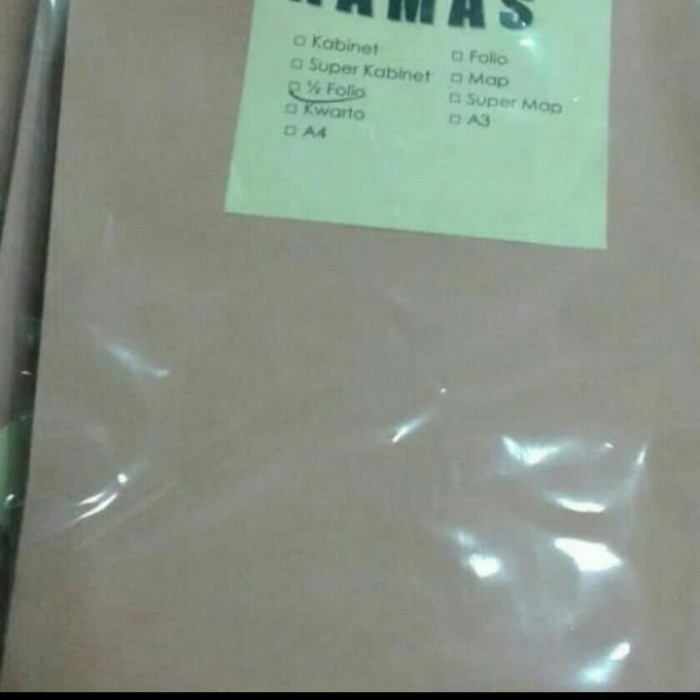 □ Kabinet
□ Super Kabinet
□ ½ Folio
□ Kwarto
□ A4
□ Folio
□ Map
□ Super Map
□ A3